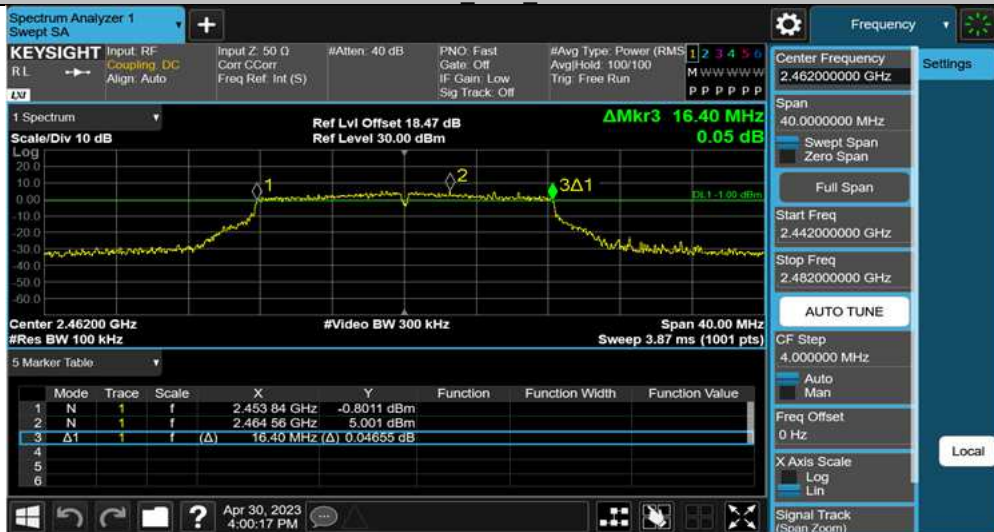 Spectrum Analyzer 1
Swept SA
+
Frequency
KEYSIGHT
RL
LXI
Input: RF
Coupling: DC
Align: Auto
Input Z: 50 Ω
Corr CCorr
Freq Ref: Int (S)
#Atten: 40 dB
PNO: Fast
Gate: Off
IF Gain: Low
Sig Track: Off
#Avg Type: Power (RMS
Avg|Hold: 100/100
Trig: Free Run
1 2 3 4 5 6
M W W W W W
P P P P P P
1 Spectrum
Scale/Div 10 dB
Ref Lvl Offset 18.47 dB
Ref Level 30.00 dBm
ΔMkr3 16.40 MHz
0.05 dB
Log
20.0
10.0
0.00
-10.0
-20.0
-30.0
-40.0
-50.0
-60.0
1
2
3Δ1
DL1 -1.00 dBm
Center 2.46200 GHz
#Res BW 100 kHz
#Video BW 300 kHz
Span 40.00 MHz
Sweep 3.87 ms (1001 pts)
5 Marker Table
Mode Trace Scale X Y Function Function Width Function Value
1 N 1 f 2.453 84 GHz -0.8011 dBm
2 N 1 f 2.464 56 GHz 5.001 dBm
3 Δ1 1 f (Δ) 16.40 MHz (Δ) 0.04655 dB
4
5
6
?
Apr 30, 2023
4:00:17 PM
Center Frequency
2.462000000 GHz
Span
40.0000000 MHz
Swept Span
Zero Span
Full Span
Start Freq
2.442000000 GHz
Stop Freq
2.482000000 GHz
AUTO TUNE
CF Step
4.000000 MHz
Auto
Man
Freq Offset
0 Hz
X Axis Scale
Log
Lin
Signal Track
(Span Zoom)
Settings
Local